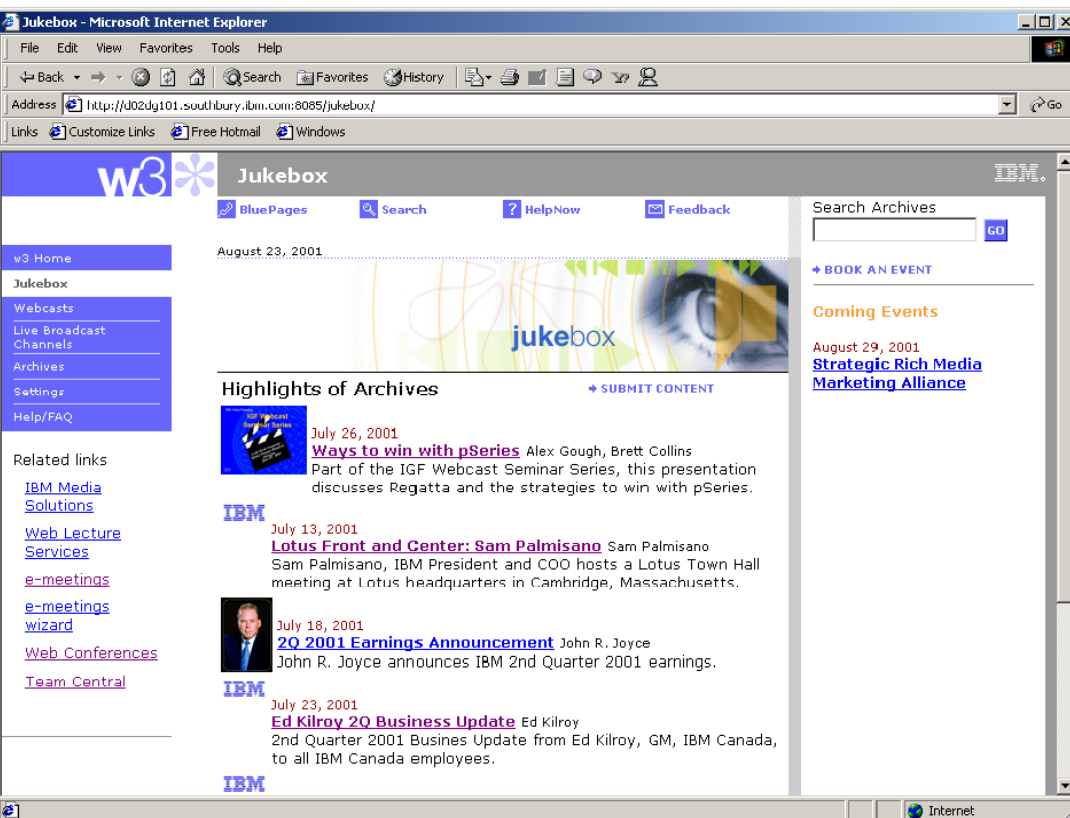 Jukebox - Microsoft Internet Explorer
File Edit View Favorites Tools Help
Back Search Favorites History
Address http://d02dg101.southbury.ibm.com:8085/jukebox/ Go
Links Customize Links Free Hotmail Windows
w3 Jukebox IBM
BluePages Search HelpNow Feedback
August 23, 2001
w3 Home
Jukebox
Webcasts
Live Broadcast
Channels
Archives
Settings
Help/FAQ
Related links
IBM Media
Solutions
Web Lecture
Services
e-meetings
e-meetings
wizard
Web Conferences
Team Central
jukebox
Highlights of Archives SUBMIT CONTENT
IGF Webcast
Seminar Series
July 26, 2001
Ways to win with pSeries Alex Gough, Brett Collins
Part of the IGF Webcast Seminar Series, this presentation
discusses Regatta and the strategies to win with pSeries.
IBM
July 13, 2001
Lotus Front and Center: Sam Palmisano Sam Palmisano
Sam Palmisano, IBM President and COO hosts a Lotus Town Hall
meeting at Lotus headquarters in Cambridge, Massachusetts.
July 18, 2001
2Q 2001 Earnings Announcement John R. Joyce
John R. Joyce announces IBM 2nd Quarter 2001 earnings.
IBM
July 23, 2001
Ed Kilroy 2Q Business Update Ed Kilroy
2nd Quarter 2001 Busines Update from Ed Kilroy, GM, IBM Canada,
to all IBM Canada employees.
IBM
Search Archives
GO
BOOK AN EVENT
Coming Events
August 29, 2001
Strategic Rich Media
Marketing Alliance
Internet